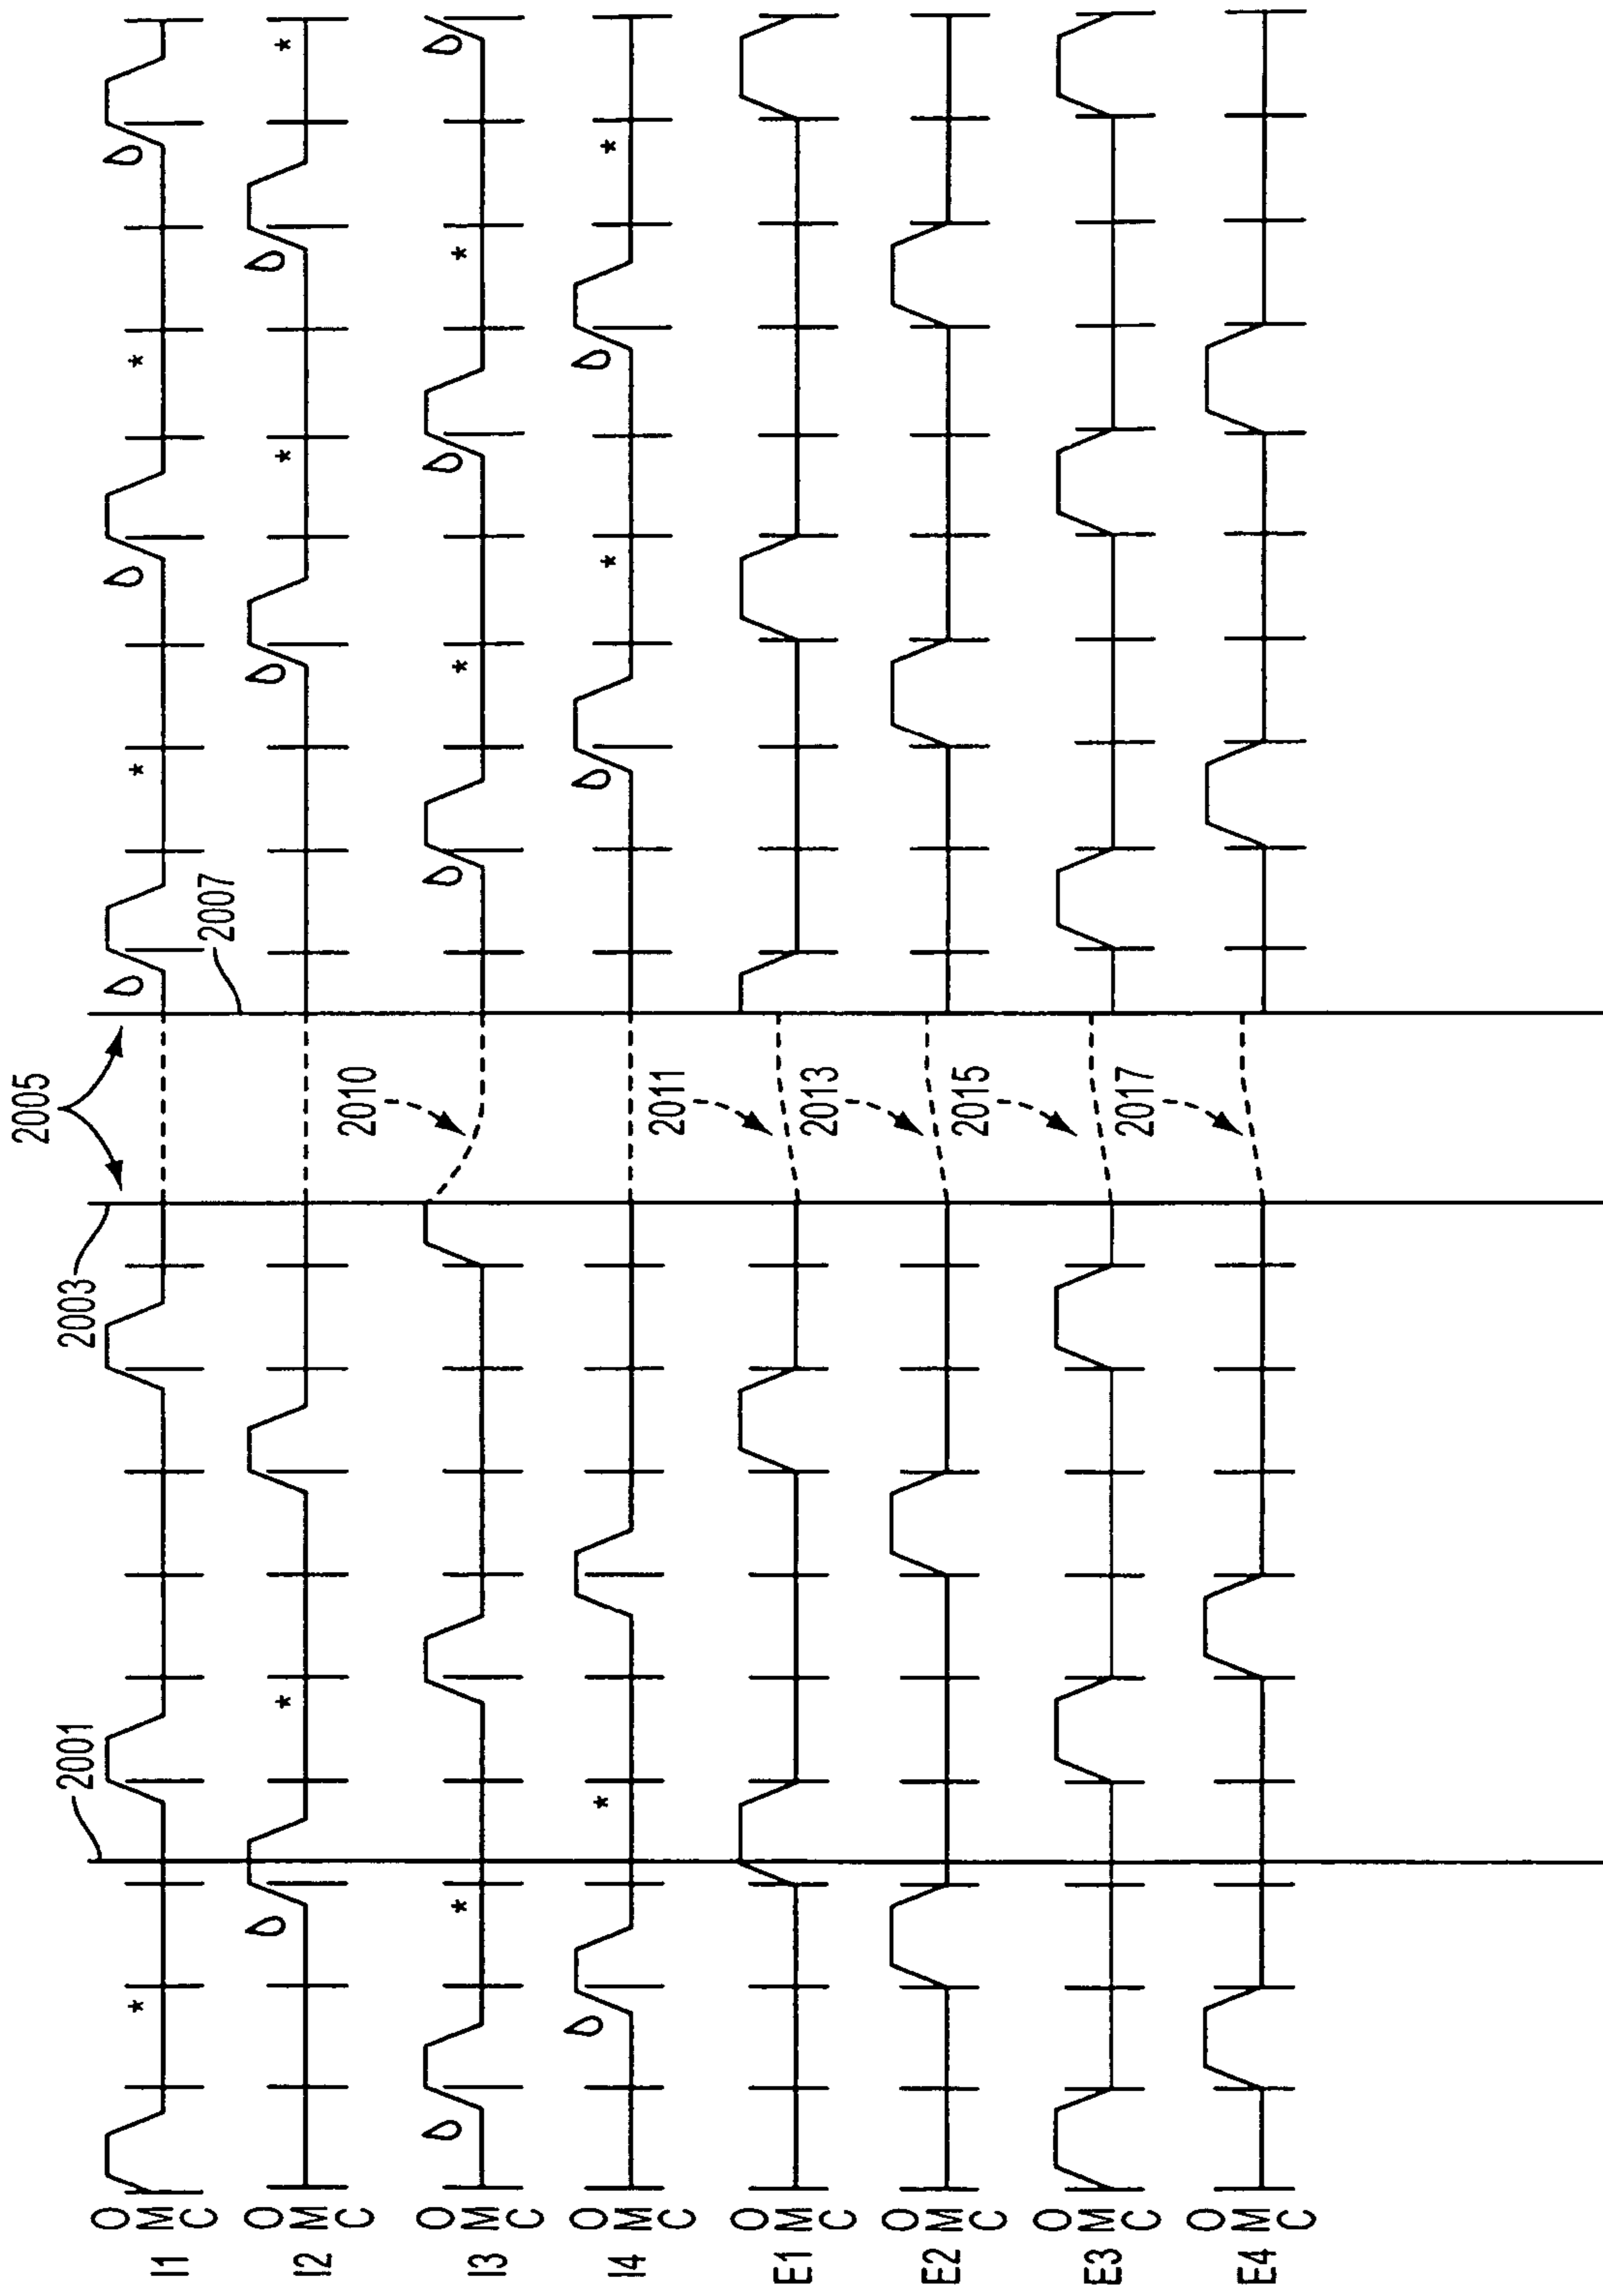 2005
2001
2003
2007
I1 O M C * * *
I2 O M C * * *
2010
I3 O M C * * *
I4 O M C * * *
2011
E1 O M C
2013
E2 O M C
2015
E3 O M C
2017
E4 O M C